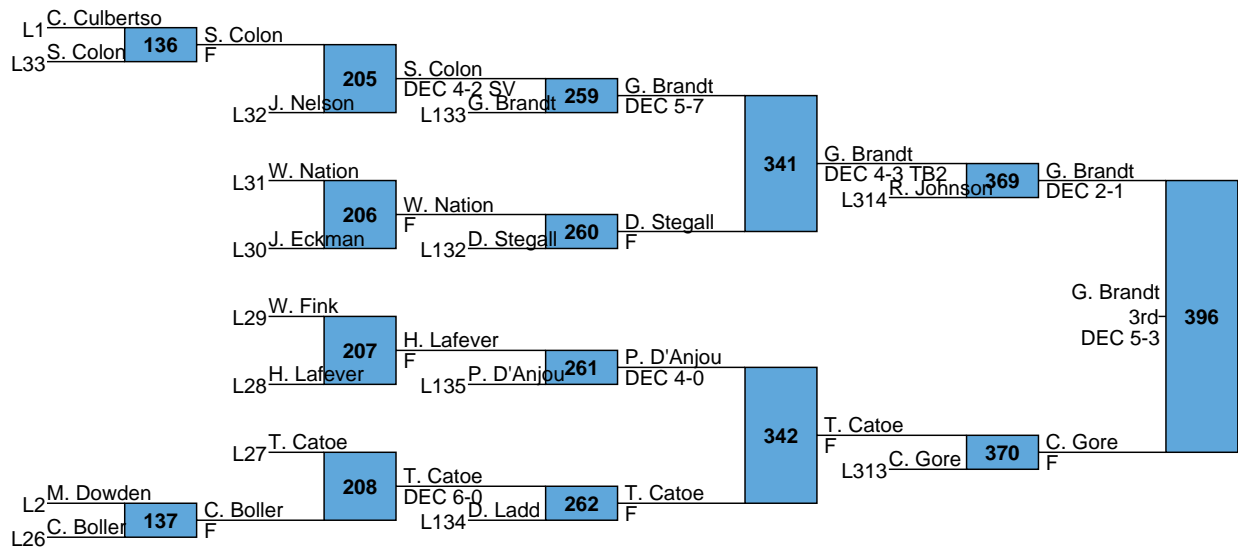 C. Culbertso
L1
136
S. Colon
F
S. Colon
L33
205
S. Colon
DEC 4-2 SV
J. Nelson
L32
G. Brandt
L133
259
G. Brandt
DEC 5-7
341
G. Brandt
DEC 4-3 TB2
R. Johnson
L314
369
G. Brandt
DEC 2-1
W. Nation
L31
206
W. Nation
F
J. Eckman
L30
D. Stegall
L132
260
D. Stegall
F
G. Brandt
3rd
DEC 5-3
396
W. Fink
L29
207
H. Lafever
F
H. Lafever
L28
P. D'Anjou
L135
261
P. D'Anjou
DEC 4-0
342
T. Catoe
F
C. Gore
L313
370
C. Gore
F
T. Catoe
L27
208
T. Catoe
DEC 6-0
D. Ladd
L134
262
T. Catoe
F
M. Dowden
L2
137
C. Boller
F
C. Boller
L26